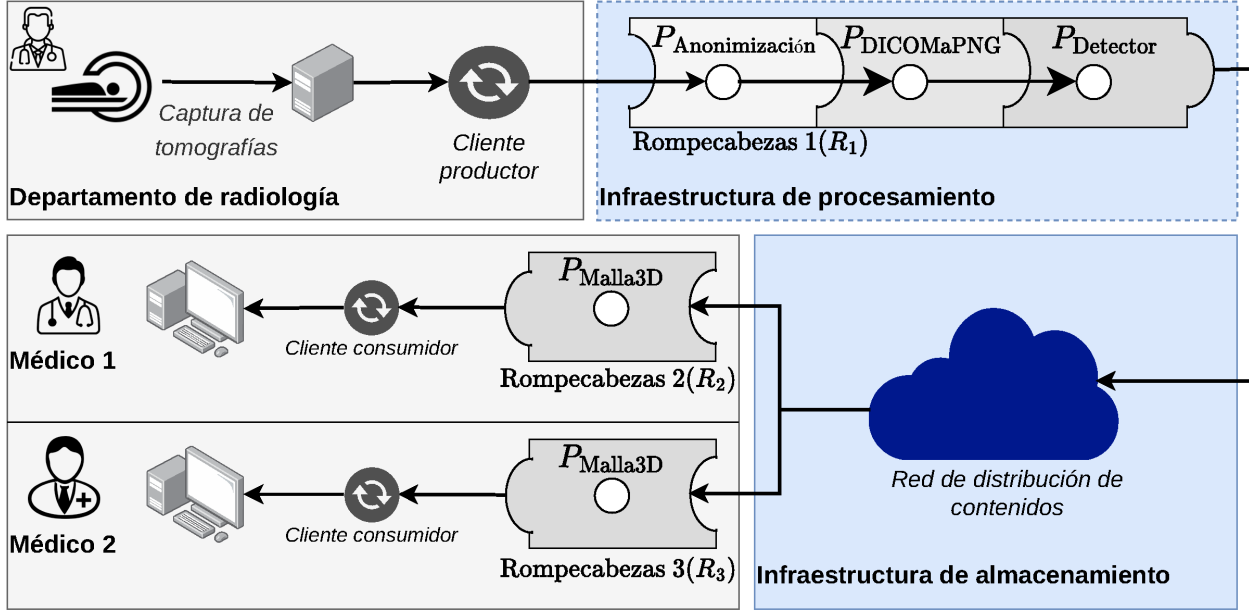 Captura de
tomografías
Cliente
productor
Departamento de radiología
P_Anonimización
P_DICOMaPNG
P_Detector
Rompecabezas 1(R_1)
Infraestructura de procesamiento
P_Malla3D
Cliente consumidor
Médico 1
Rompecabezas 2(R_2)
P_Malla3D
Cliente consumidor
Médico 2
Rompecabezas 3(R_3)
Red de distribución de
contenidos
Infraestructura de almacenamiento